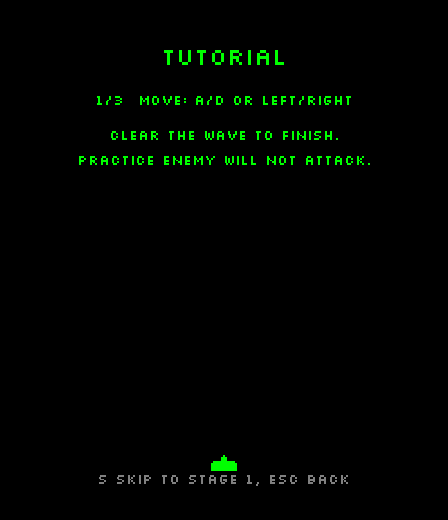 TUTORIAL
1/3 MOVE: A/D OR LEFT/RIGHT
CLEAR THE WAVE TO FINISH.
PRACTICE ENEMY WILL NOT ATTACK.
S SKIP TO STAGE 1, ESC BACK